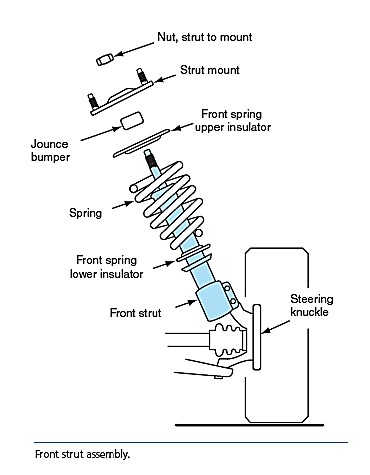 Nut, strut to mount
Strut mount
Front spring
upper insulator
Jounce
bumper
Spring
Front spring
lower insulator
Front strut
Steering
knuckle
Front strut assembly.